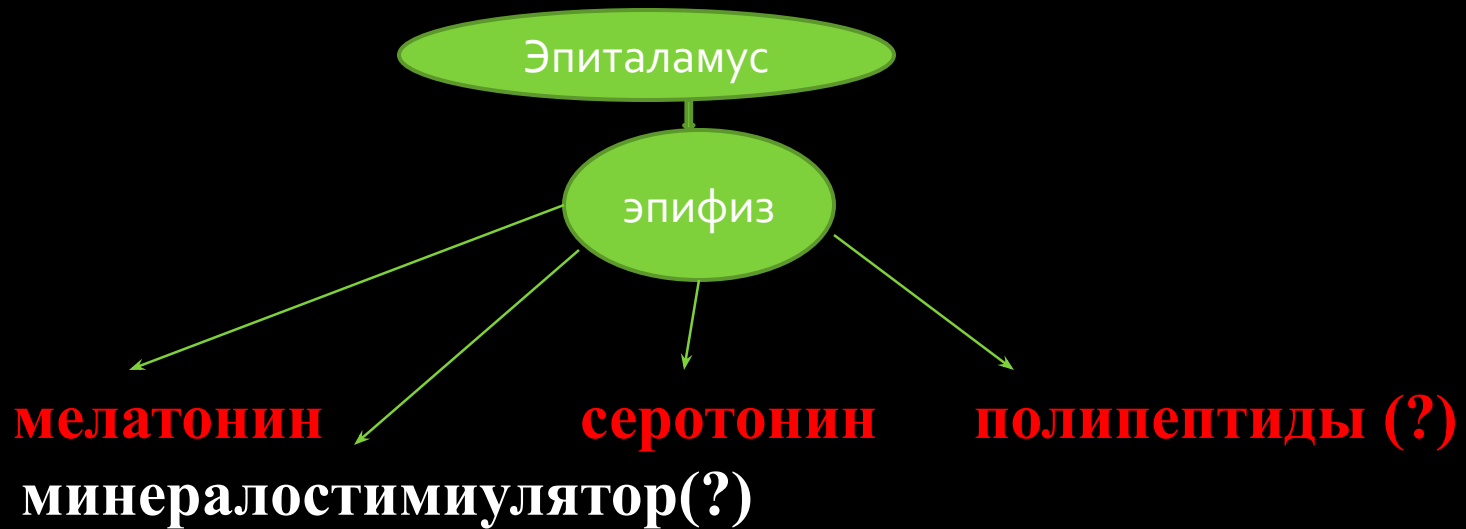 Эпиталамус
эпифиз
мелатонин серотонин полипептиды (?)
минералостимиулятор(?)